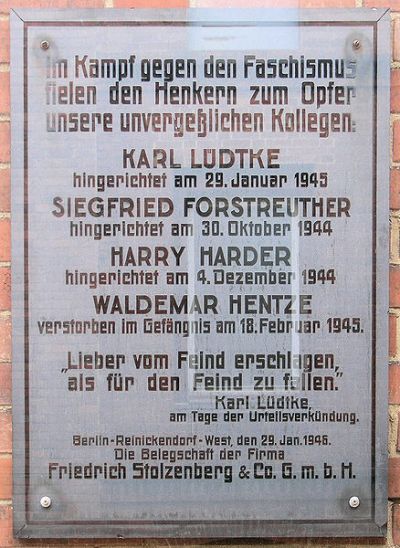 Im Kampf gegen den Faschismus
fielen den Henkern zum Opfer
unsere unvergeßlichen Kollegen:
KARL LÜDTKE
hingerichtet am 29. Januar 1945
SIEGFRIED FORSTREUTHER
hingerichtet am 30. Oktober 1944
HARRY HARDER
hingerichtet am 4. Dezember 1944
WALDEMAR HENTZE
verstorben im Gefängnis am 18. Februar 1945.
„Lieber vom Feind erschlagen,
als für den Feind zu fallen."
Karl Lüdtke,
am Tage der Urteilsverkündung.
Berlin-Reinickendorf-West, den 29. Jan. 1946.
Die Belegschaft der Firma
Friedrich Stolzenberg & Co. G. m. b. H.